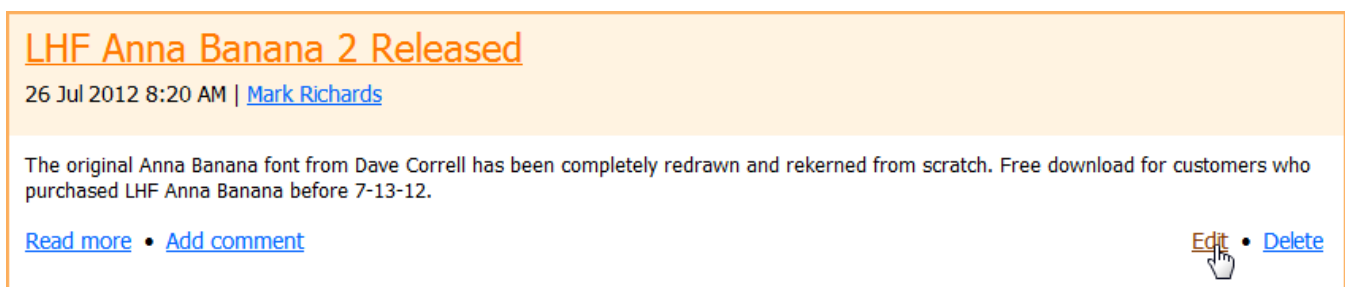 LHF Anna Banana 2 Released
26 Jul 2012 8:20 AM | Mark Richards
The original Anna Banana font from Dave Correll has been completely redrawn and rekerned from scratch. Free download for customers who
purchased LHF Anna Banana before 7-13-12.
Read more • Add comment Edit • Delete